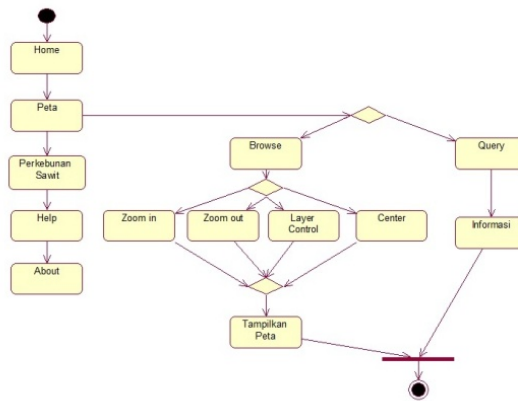 Home
Peta
Perkebunan
Sawit
Help
About
Browse
Query
Zoom in
Zoom out
Layer
Control
Center
Informasi
Tampilkan
Peta